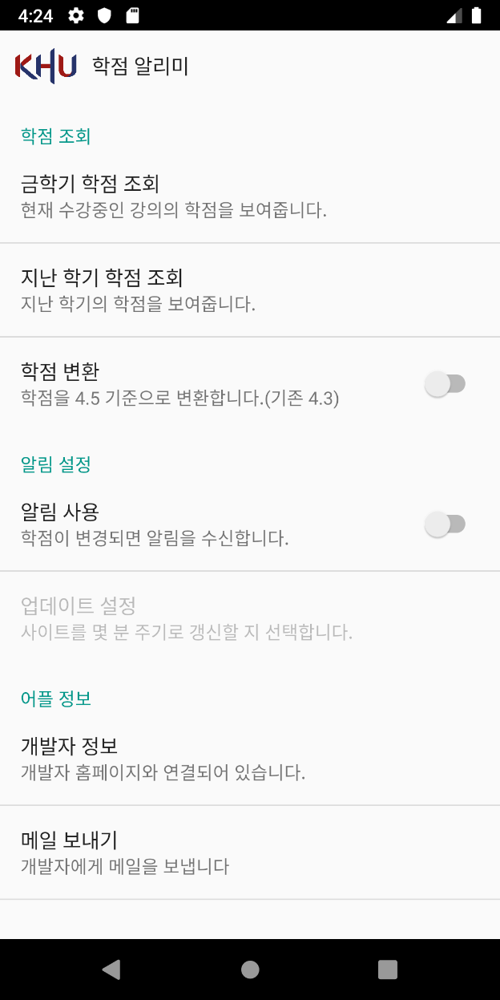 4:24
KHU 학점 알리미
학점 조회
금학기 학점 조회
현재 수강중인 강의의 학점을 보여줍니다.
지난 학기 학점 조회
지난 학기의 학점을 보여줍니다.
학점 변환
학점을 4.5 기준으로 변환합니다.(기존 4.3)
알림 설정
알림 사용
학점이 변경되면 알림을 수신합니다.
업데이트 설정
사이트를 몇 분 주기로 갱신할 지 선택합니다.
어플 정보
개발자 정보
개발자 홈페이지와 연결되어 있습니다.
메일 보내기
개발자에게 메일을 보냅니다